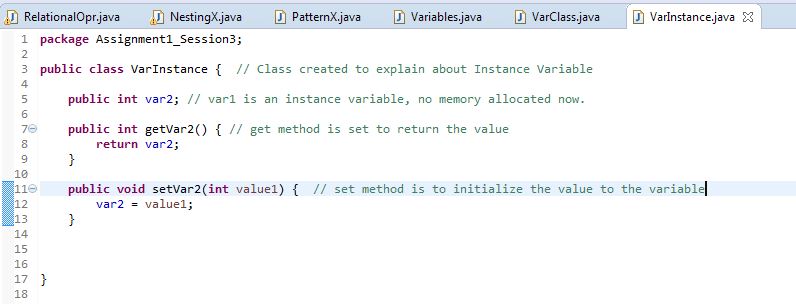 RelationalOpr.java NestingX.java PatternX.java Variables.java VarClass.java VarInstance.java
1 package Assignment1_Session3;
2
3 public class VarInstance {  // Class created to explain about Instance Variable
4
5     public int var2; // var1 is an instance variable, no memory allocated now.
6
7     public int getVar2() { // get method is set to return the value
8         return var2;
9     }
10
11     public void setVar2(int value1) {  // set method is to initialize the value to the variable
12         var2 = value1;
13     }
14
15
16
17 }
18